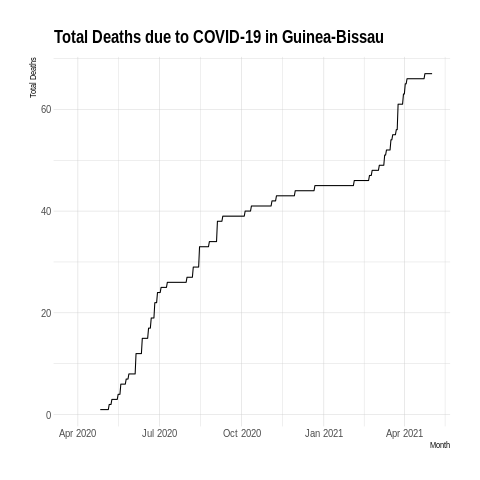 Total Deaths due to COVID-19 in Guinea-Bissau
Total Deaths
60
40
20
0
Apr 2020 Jul 2020 Oct 2020 Jan 2021 Apr 2021
Month